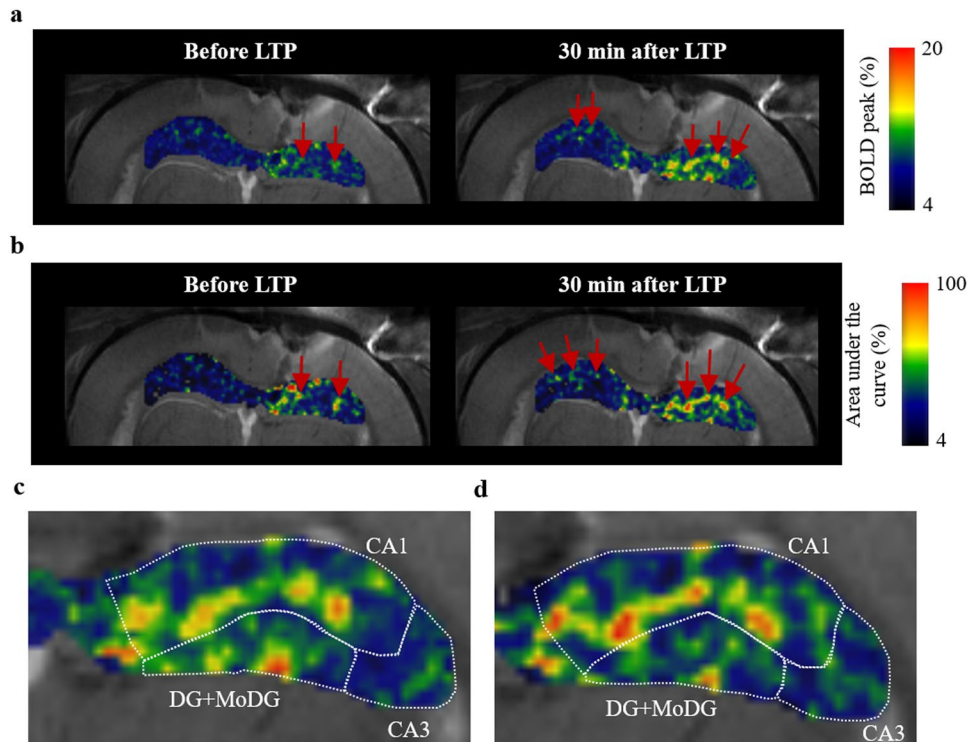 a
Before LTP
30 min after LTP
20
BOLD peak (%)
4
b
Before LTP
30 min after LTP
100
Area under the
curve (%)
4
c
d
CA1
CA1
DG+MoDG
DG+MoDG
CA3
CA3